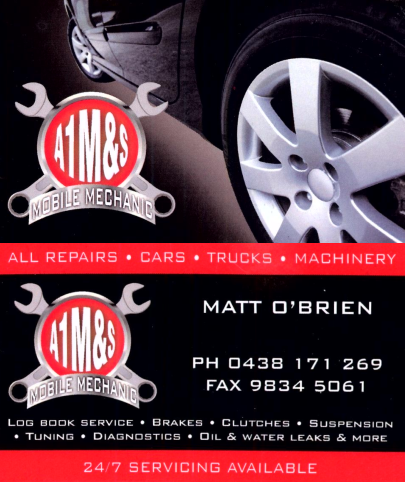 A1M&S
MOBILE MECHANIC
ALL REPAIRS • CARS • TRUCKS • MACHINERY
A1M&S
MOBILE MECHANIC
MATT O'BRIEN
PH 0438 171 269
FAX 9834 5061
LOG BOOK SERVICE • BRAKES • CLUTCHES • SUSPENSION
• TUNING • DIAGNOSTICS • OIL & WATER LEAKS & MORE
24/7 SERVICING AVAILABLE